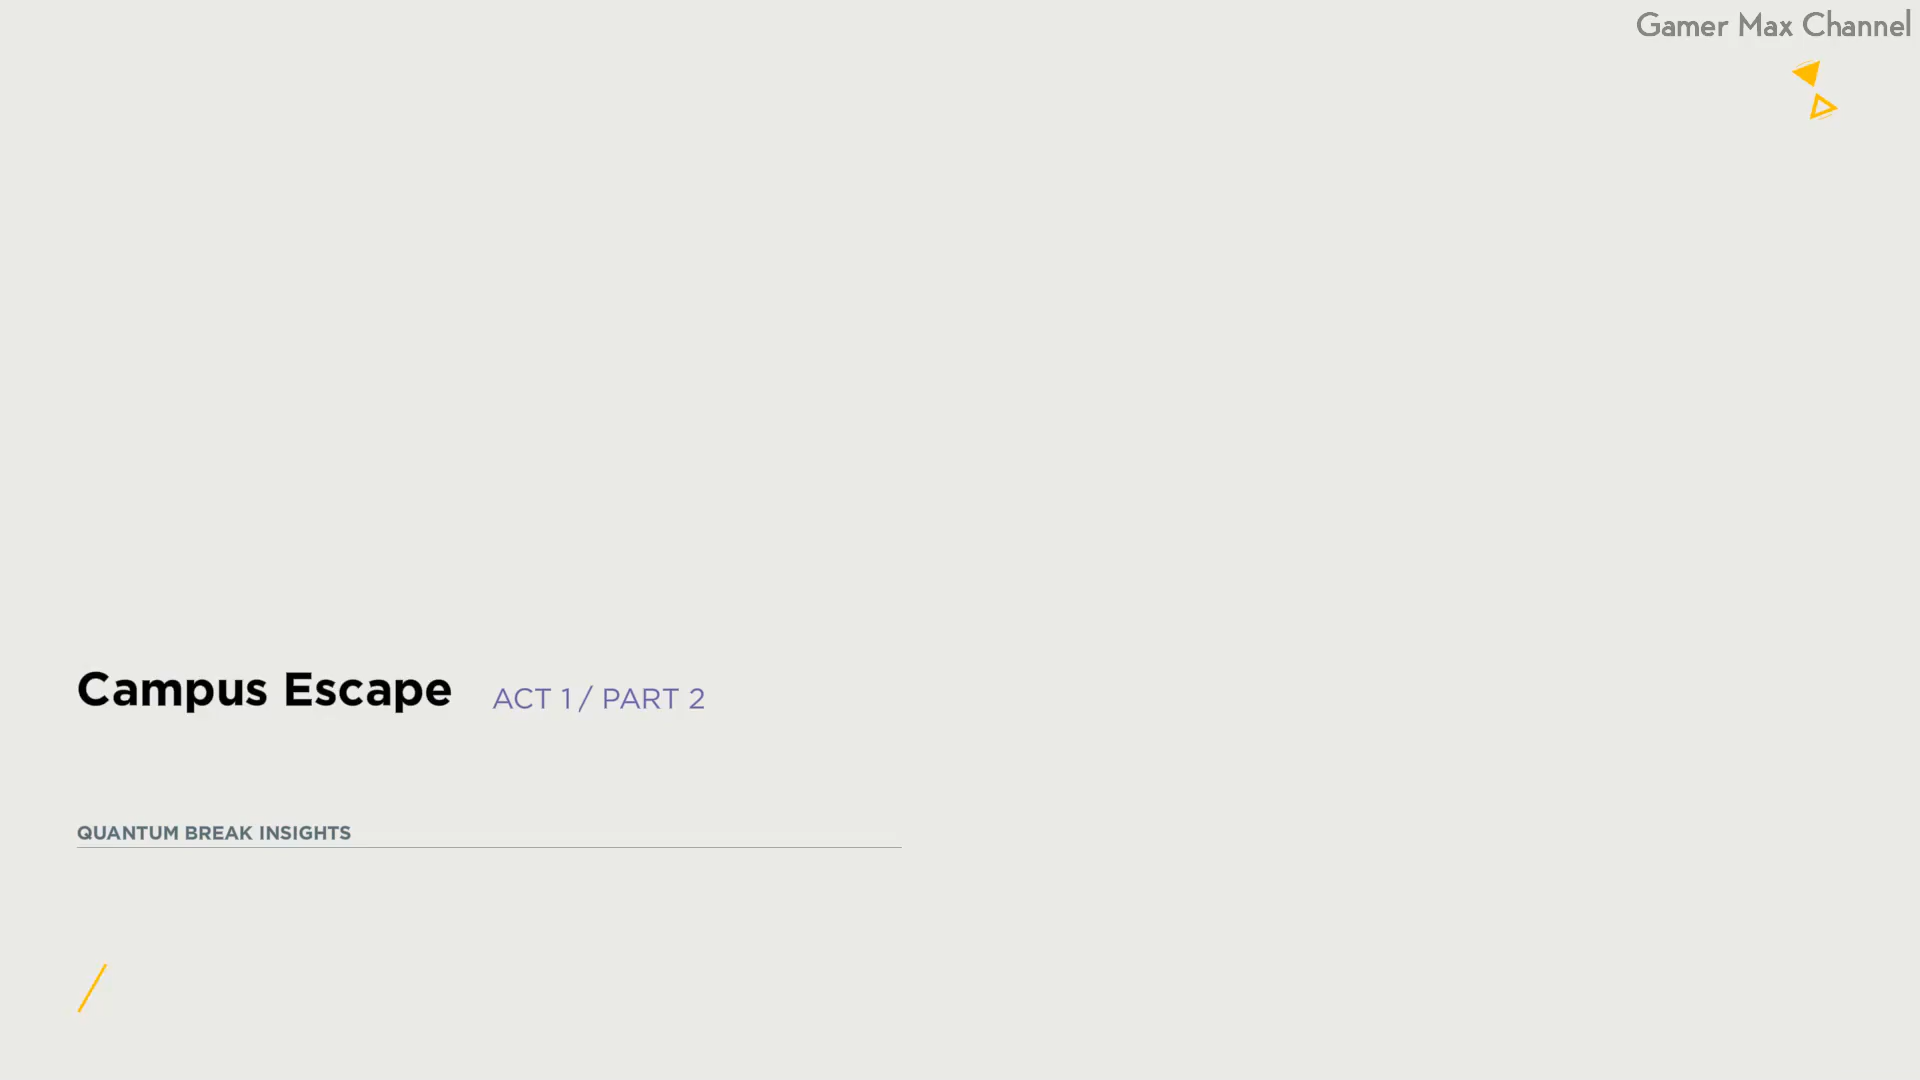 Gamer Max Channel
Campus Escape ACT 1 / PART 2
QUANTUM BREAK INSIGHTS